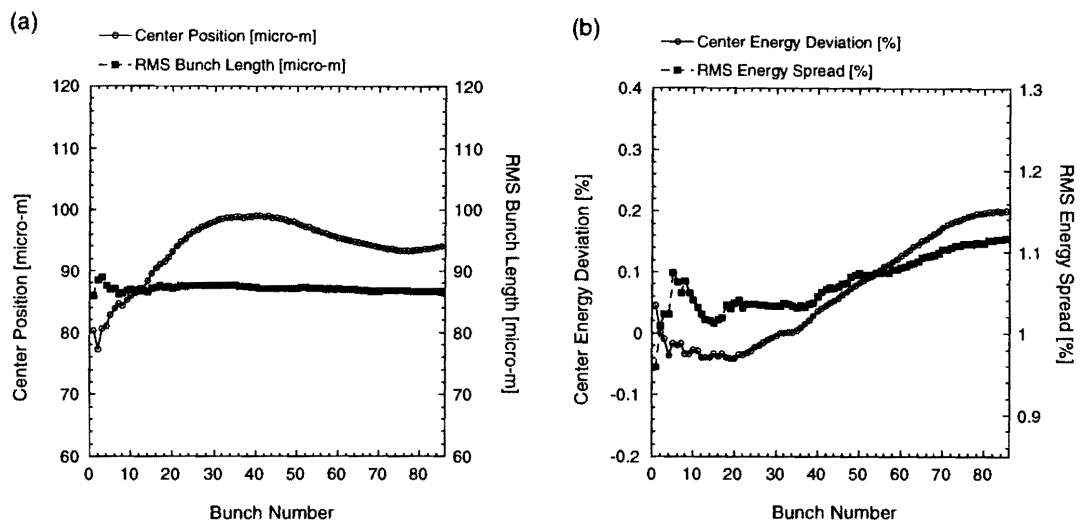 (a)
Center Position [micro-m]
RMS Bunch Length [micro-m]
120
110
100
90
80
70
60
Center Position [micro-m]
120
110
100
90
80
70
60
RMS Bunch Length [micro-m]
0 10 20 30 40 50 60 70 80
Bunch Number
(b)
Center Energy Deviation [%]
RMS Energy Spread [%]
0.4
0.3
0.2
0.1
0
-0.1
-0.2
Center Energy Deviation [%]
1.3
1.2
1.1
1
0.9
RMS Energy Spread [%]
0 10 20 30 40 50 60 70 80
Bunch Number